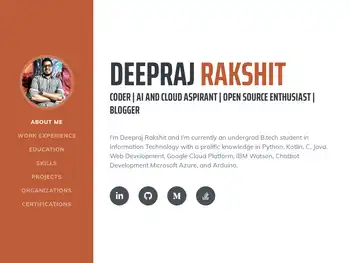 ABOUT ME
WORK EXPERIENCE
EDUCATION
SKILLS
PROJECTS
ORGANIZATIONS
CERTIFICATIONS
DEEPRAJ RAKSHIT
CODER | AI AND CLOUD ASPIRANT | OPEN SOURCE ENTHUSIAST |
BLOGGER
I'm Deepraj Rakshit and I'm currently an undergrad B.tech student in
Information Technology with a prolific knowledge in Python, Kotlin, C, Java,
Web Development, Google Cloud Platform, IBM Watson, Chatbot
Development Microsoft Azure, and Arduino.